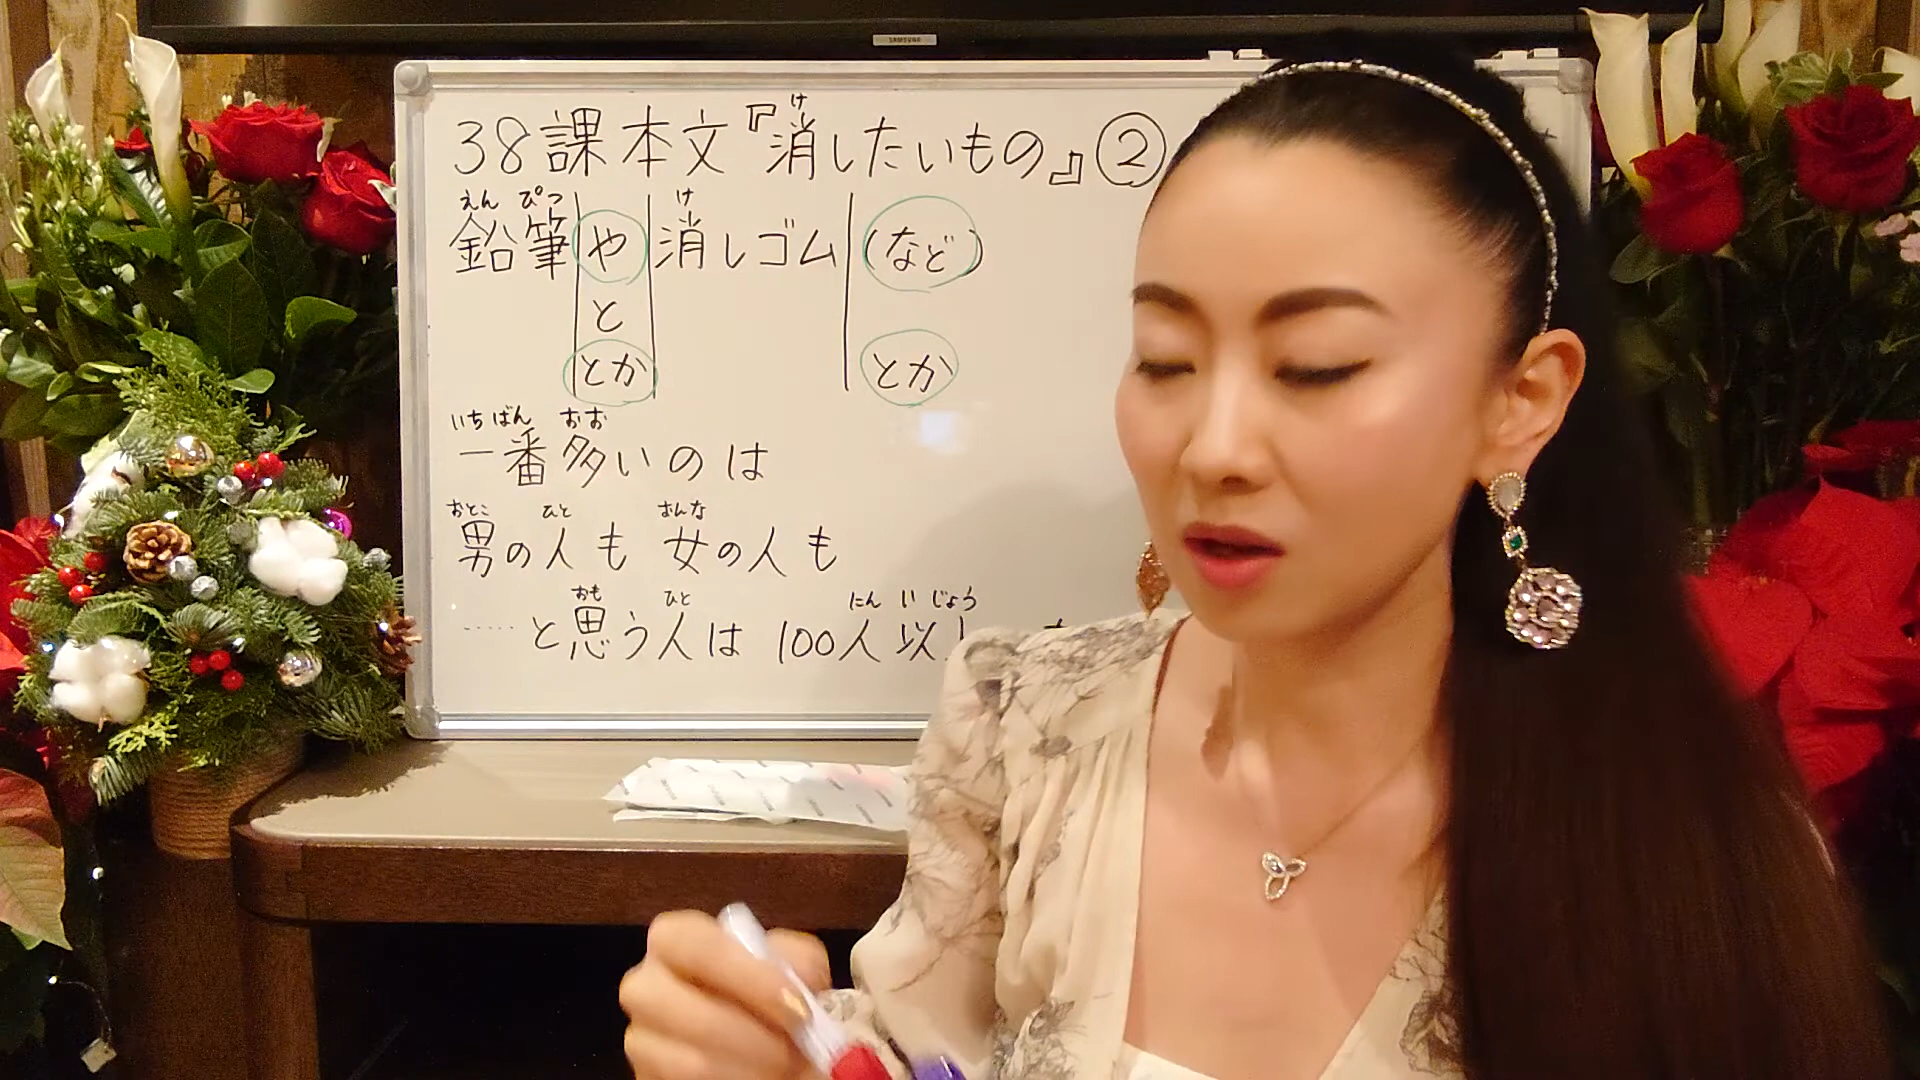 SAMSUNG
38課本文『消したいもの』②
け
えん ぴつ け
鉛筆や消しゴム(など)
と
とか とか
いちばん おお
一番多いのは
おとこ ひと おんな
男の人も 女の人も
おも ひと にん い じょう
‥‥‥と思う人は 100人以上